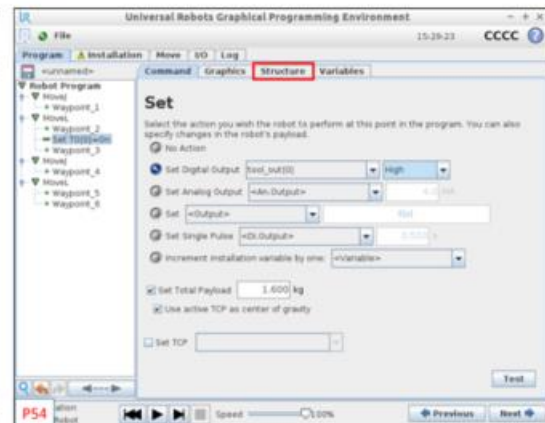 Universal Robots Graphical Programming Environment
File
15:29:23
CCCC
Program
Installation
Move
I/O
Log
<unnamed>
Command
Graphics
Structure
Variables
Robot Program
MoveJ
Waypoint_1
MoveL
Waypoint_2
Set TO[0]=On
Waypoint_3
MoveJ
Waypoint_4
MoveL
Waypoint_5
Waypoint_6
Set
Select the action you wish the robot to perform at this point in the program. You can also
specify changes in the robot's payload.
No Action
Set Digital Output tool_out[0] High
Set Analog Output <An.Output>
Set <Output> f(x)
Set Single Pulse <Di.Output>
Increment installation variable by one: <Variable>
Set Total Payload 1.600 kg
Use active TCP as center of gravity
Set TCP
Test
P54
Robot
Speed 100%
Previous
Next